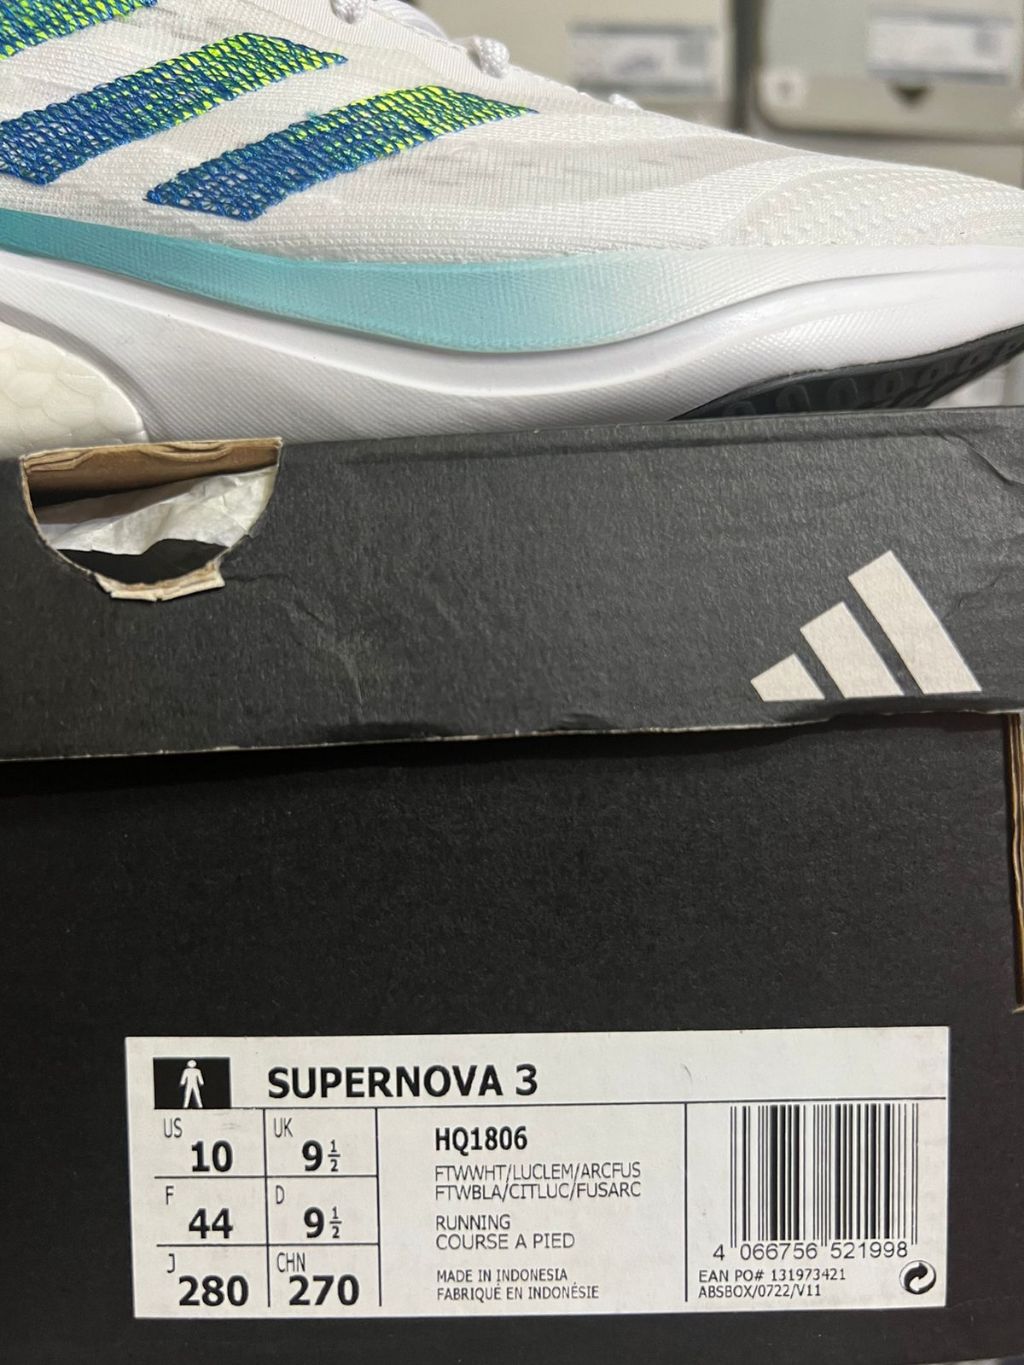 SUPERNOVA 3
US 10
UK 9 1/2
F 44
D 9 1/2
J 280
CHN 270
HQ1806
FTWWHT/LUCLEM/ARCFUS
FTWBLA/CITLUC/FUSARC
RUNNING
COURSE A PIED
MADE IN INDONESIA
FABRIQUÉ EN INDONÉSIE
4 066756 521998
EAN PO# 131973421
ABSBOX/0722/V11